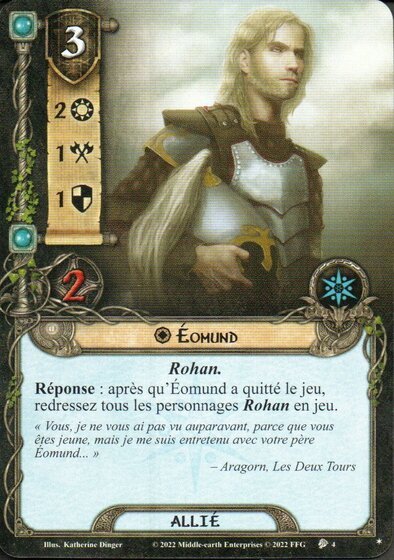 3
2
1
1
2
Éomund
Rohan.
Réponse : après qu'Éomund a quitté le jeu,
redressez tous les personnages Rohan en jeu.
« Vous, je ne vous ai pas vu auparavant, parce que vous
êtes jeune, mais je me suis entretenu avec votre père
Éomund... »
– Aragorn, Les Deux Tours
ALLIÉ
Illus. Katherine Dinger
© 2022 Middle-earth Enterprises © 2022 FFG
4